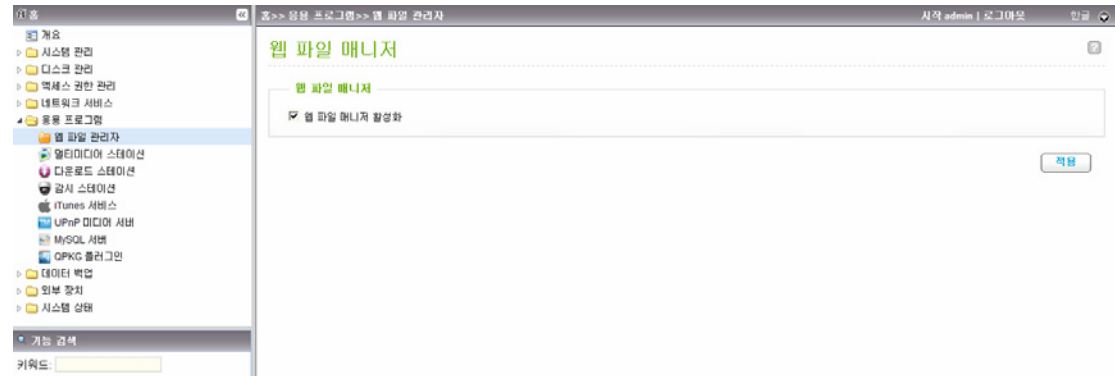 홈
홈>> 응용 프로그램>> 웹 파일 관리자
시작 admin | 로그아웃
한글
개요
시스템 관리
디스크 관리
액세스 권한 관리
네트워크 서비스
응용 프로그램
웹 파일 관리자
멀티미디어 스테이션
다운로드 스테이션
감시 스테이션
iTunes 서비스
UPnP 미디어 서버
MySQL 서버
QPKG 플러그인
데이터 백업
외부 장치
시스템 상태
기능 검색
키워드:
웹 파일 매니저
웹 파일 매니저
웹 파일 매니저 활성화
적용